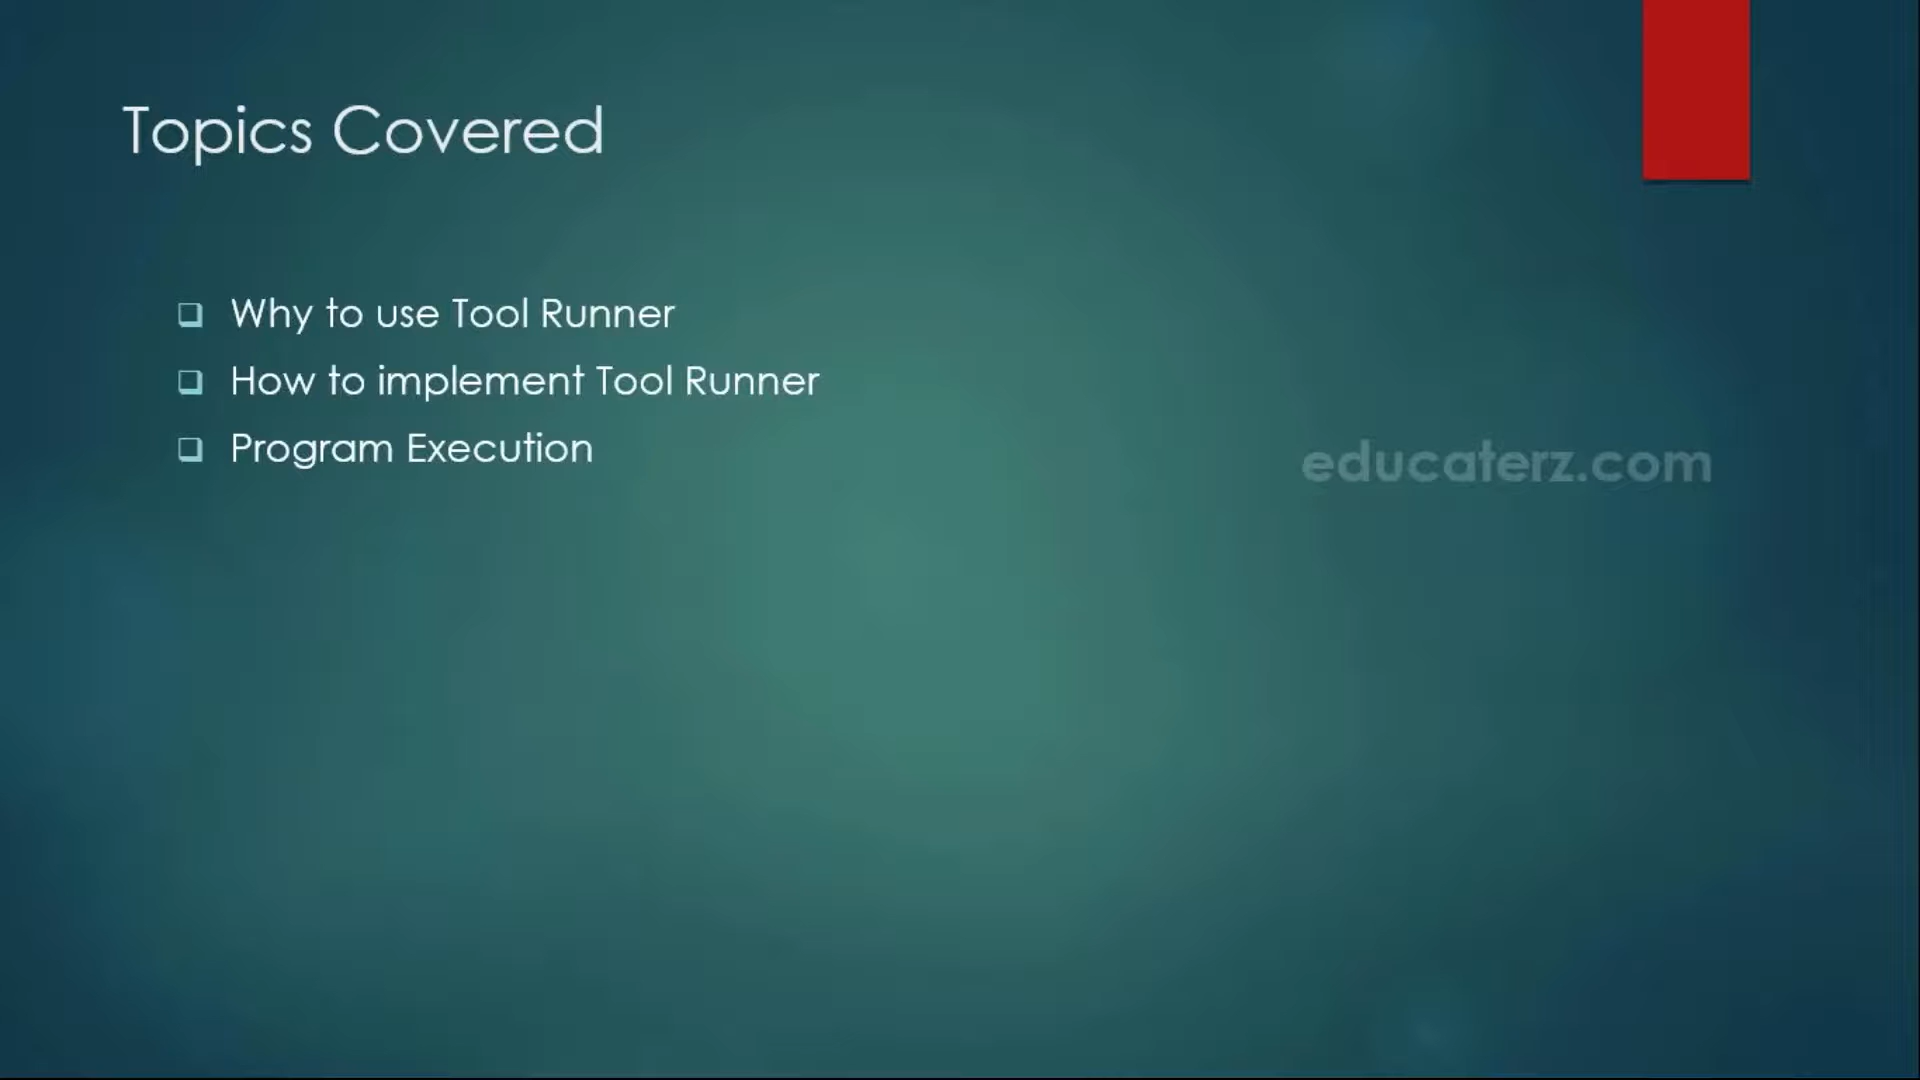 Topics Covered
Why to use Tool Runner
How to implement Tool Runner
Program Execution
educaterz.com